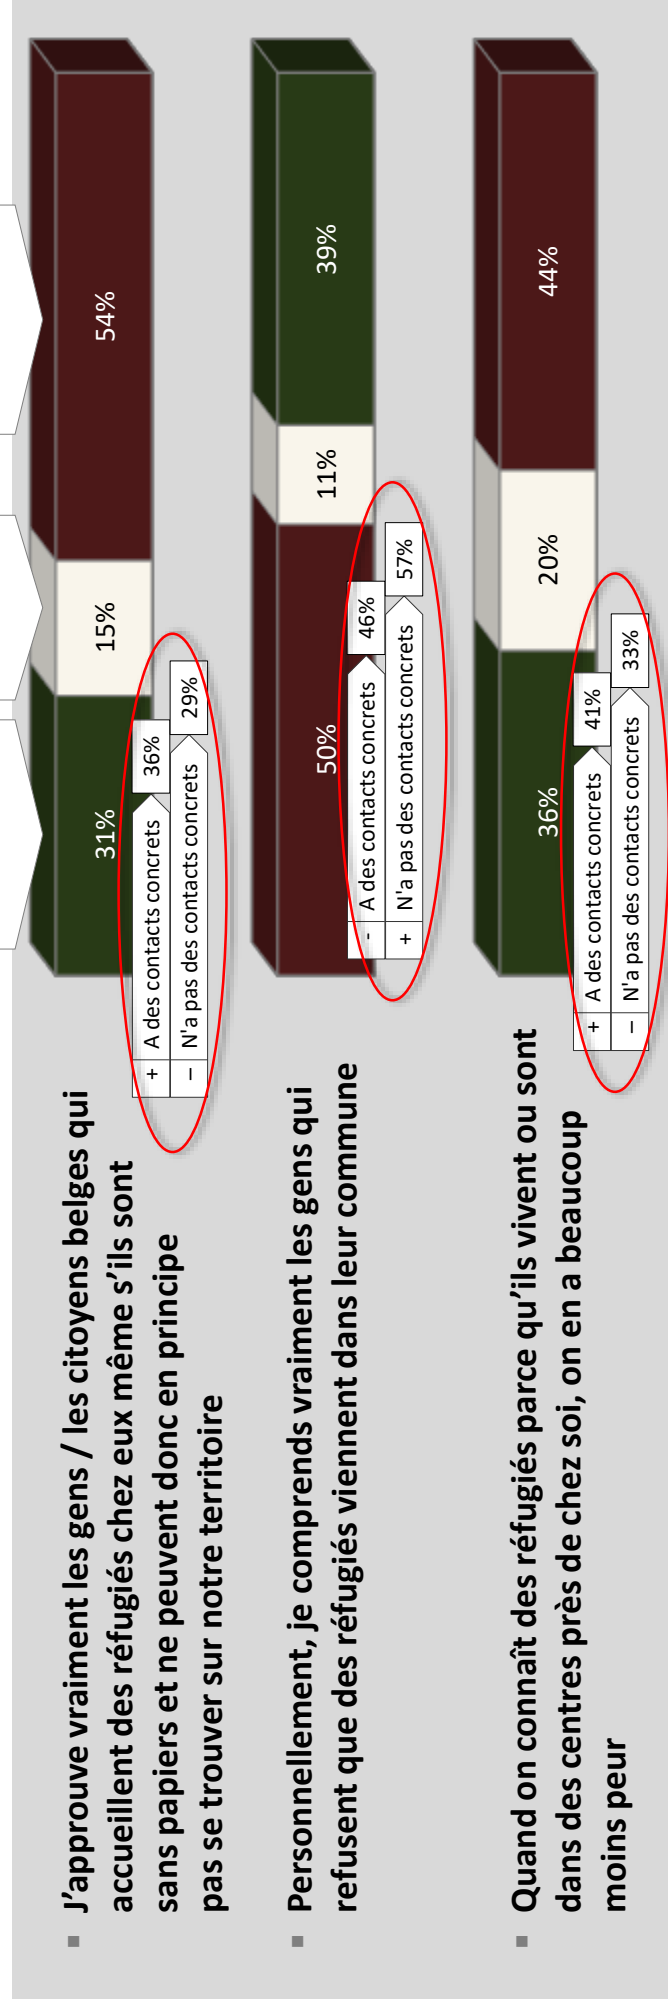 ▪ J’approuve vraiment les gens / les citoyens belges qui
accueillent des réfugiés chez eux même s’ils sont
sans papiers et ne peuvent donc en principe
pas se trouver sur notre territoire
31%
15%
54%
+ A des contacts concrets 36%
– N'a pas des contacts concrets 29%
▪ Personnellement, je comprends vraiment les gens qui
refusent que des réfugiés viennent dans leur commune
50%
11%
39%
- A des contacts concrets 46%
+ N'a pas des contacts concrets 57%
▪ Quand on connaît des réfugiés parce qu’ils vivent ou sont
dans des centres près de chez soi, on en a beaucoup
moins peur
36%
20%
44%
+ A des contacts concrets 41%
– N'a pas des contacts concrets 33%